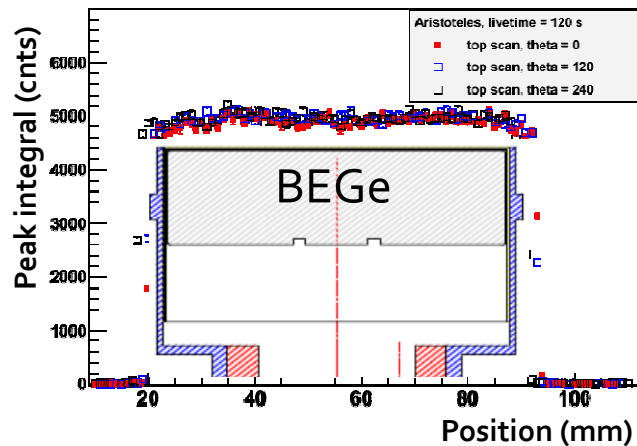 Aristoteles, livetime = 120 s
top scan, theta = 0
top scan, theta = 120
top scan, theta = 240
Peak integral (cnts)
6000
5000
4000
3000
2000
1000
0
BEGe
20
40
60
80
100
Position (mm)